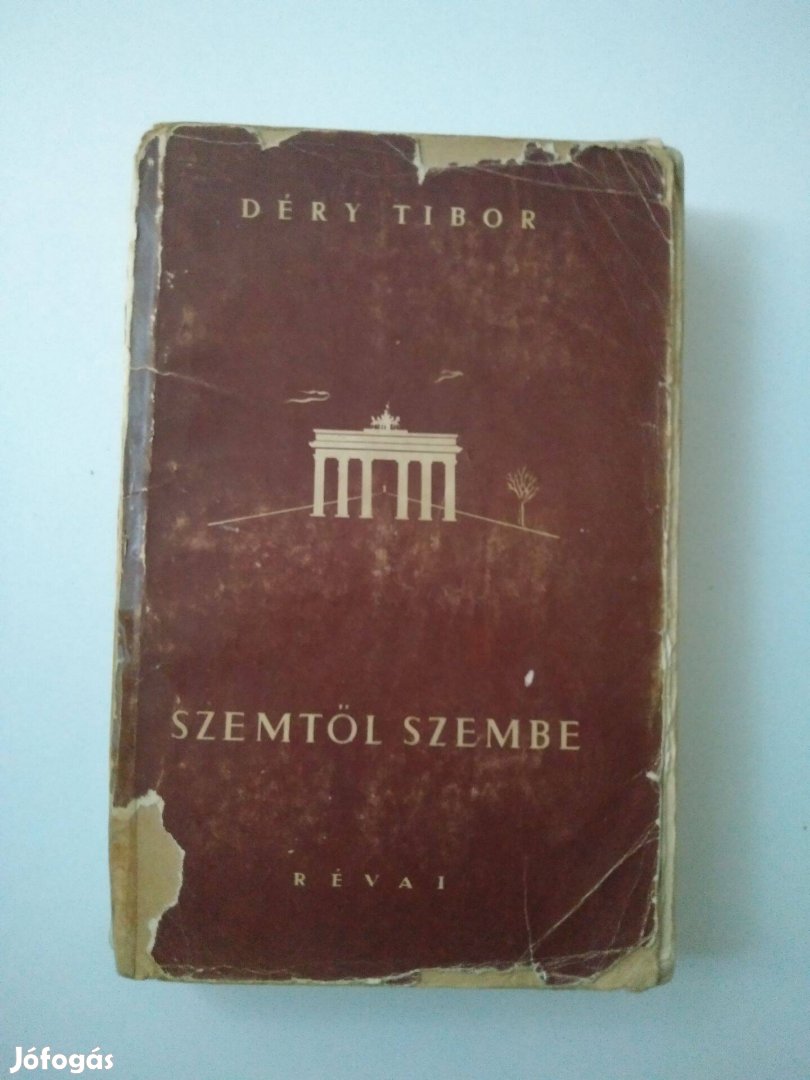 DÉRY TIBOR
SZEMTŐL SZEMBE
RÉVAI
Jófogás